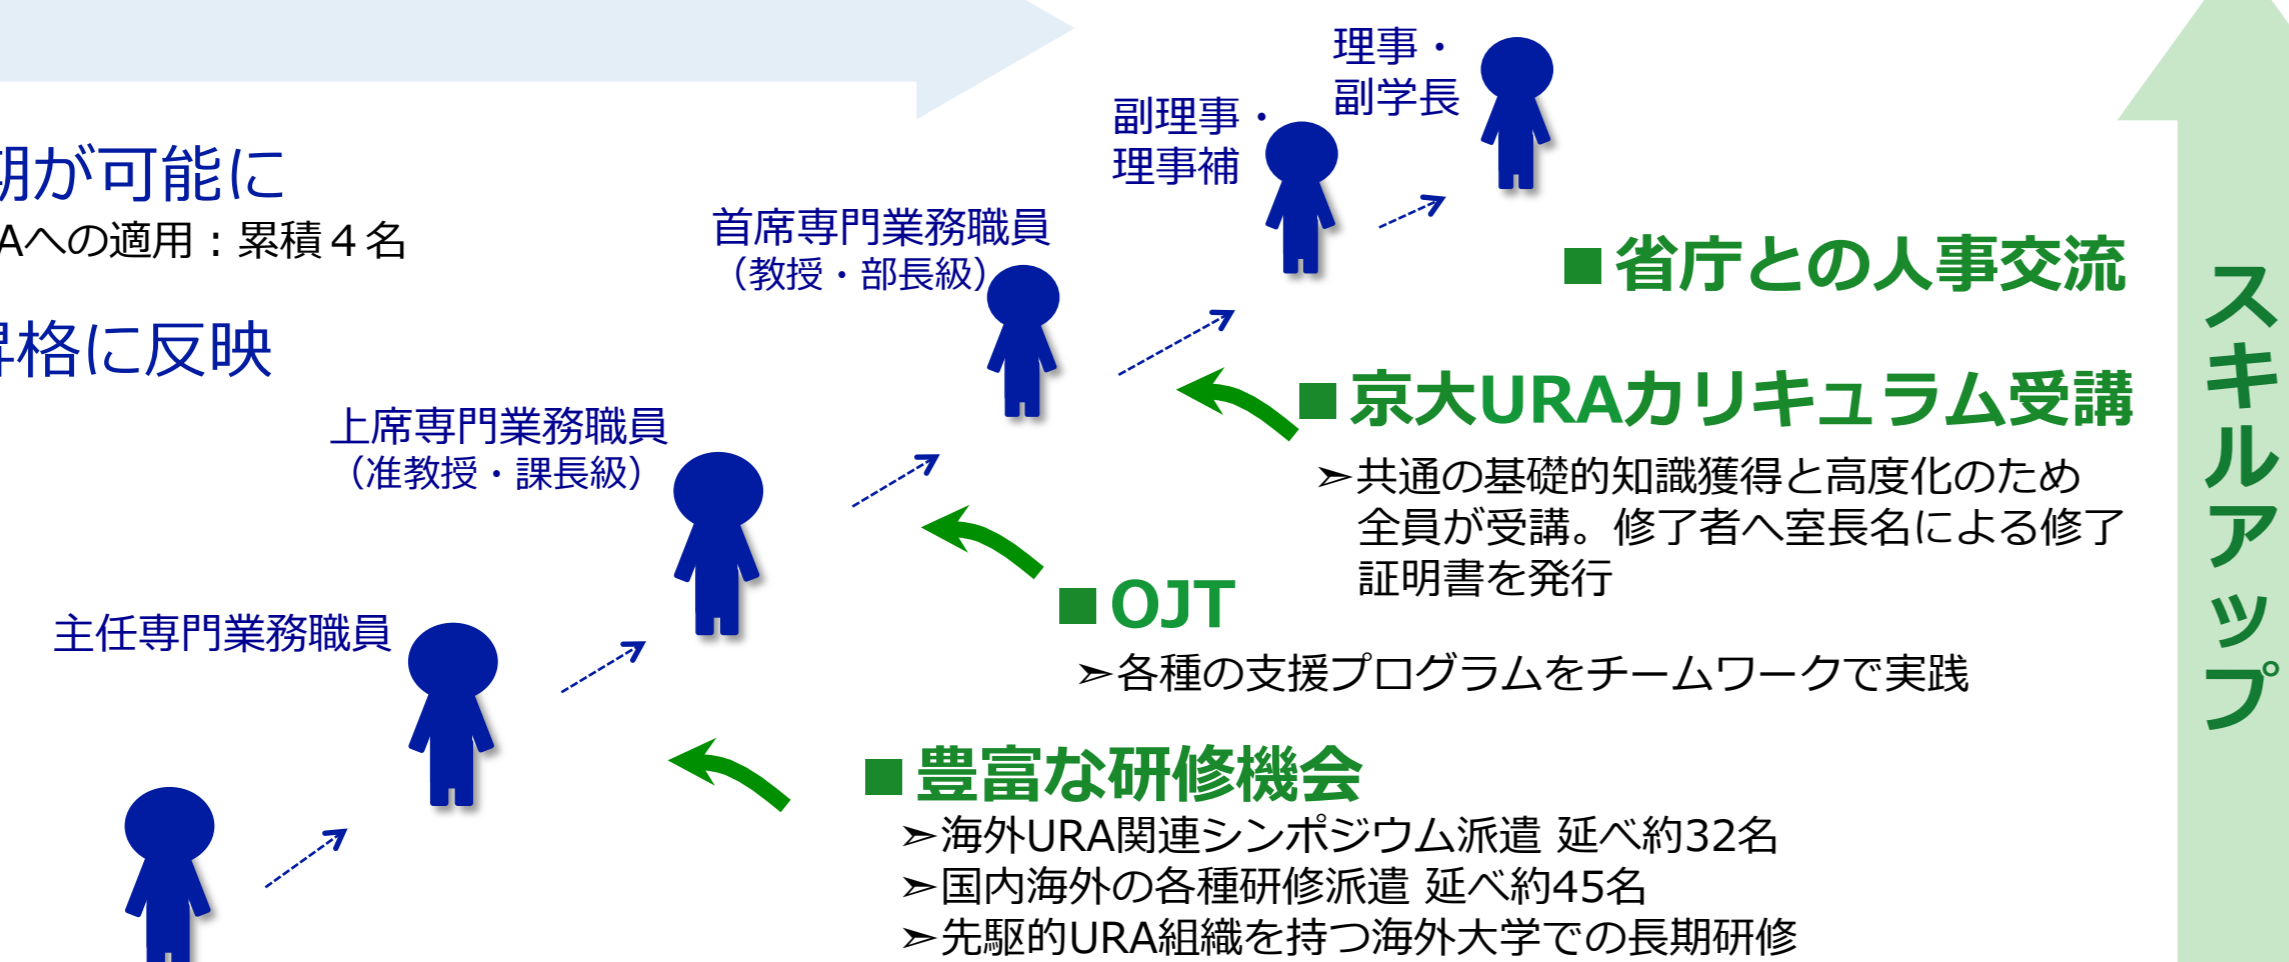 理事・
副学長
副理事・
理事補
期が可能に
Aへの適用：累積４名
首席専門業務職員
（教授・部長級）
昇格に反映
■省庁との人事交流
■京大URAカリキュラム受講
➣共通の基礎的知識獲得と高度化のため
全員が受講。修了者へ室長名による修了
証明書を発行
上席専門業務職員
（准教授・課長級）
■OJT
➣各種の支援プログラムをチームワークで実践
主任専門業務職員
■豊富な研修機会
➣海外URA関連シンポジウム派遣 延べ約32名
➣国内海外の各種研修派遣 延べ約45名
➣先駆的URA組織を持つ海外大学での長期研修
スキルアップ